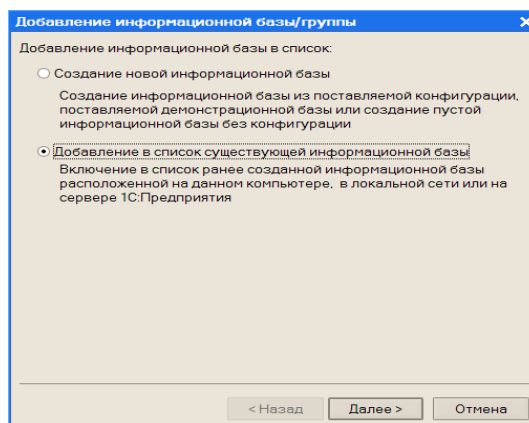 Добавление информационной базы/группы
Добавление информационной базы в список:
Создание новой информационной базы
Создание информационной базы из поставляемой конфигурации,
поставляемой демонстрационной базы или создание пустой
информационной базы без конфигурации
Добавление в список существующей информационной базы
Включение в список ранее созданной информационной базы
расположенной на данном компьютере, в локальной сети или на
сервере 1С:Предприятия
< Назад Далее > Отмена